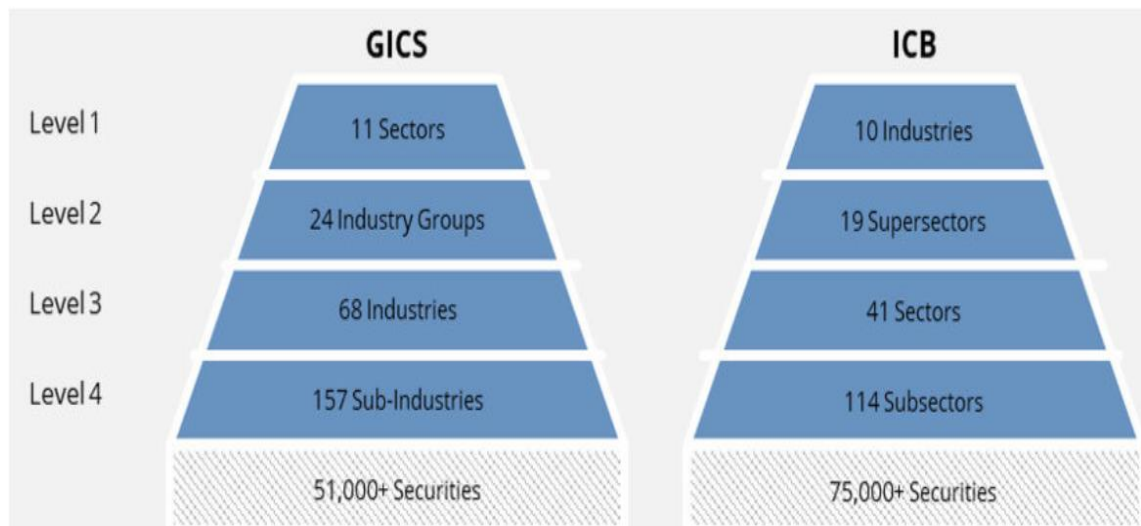 GICS ICB
Level 1 11 Sectors 10 Industries
Level 2 24 Industry Groups 19 Supersectors
Level 3 68 Industries 41 Sectors
Level 4 157 Sub-Industries 114 Subsectors
51,000+ Securities 75,000+ Securities